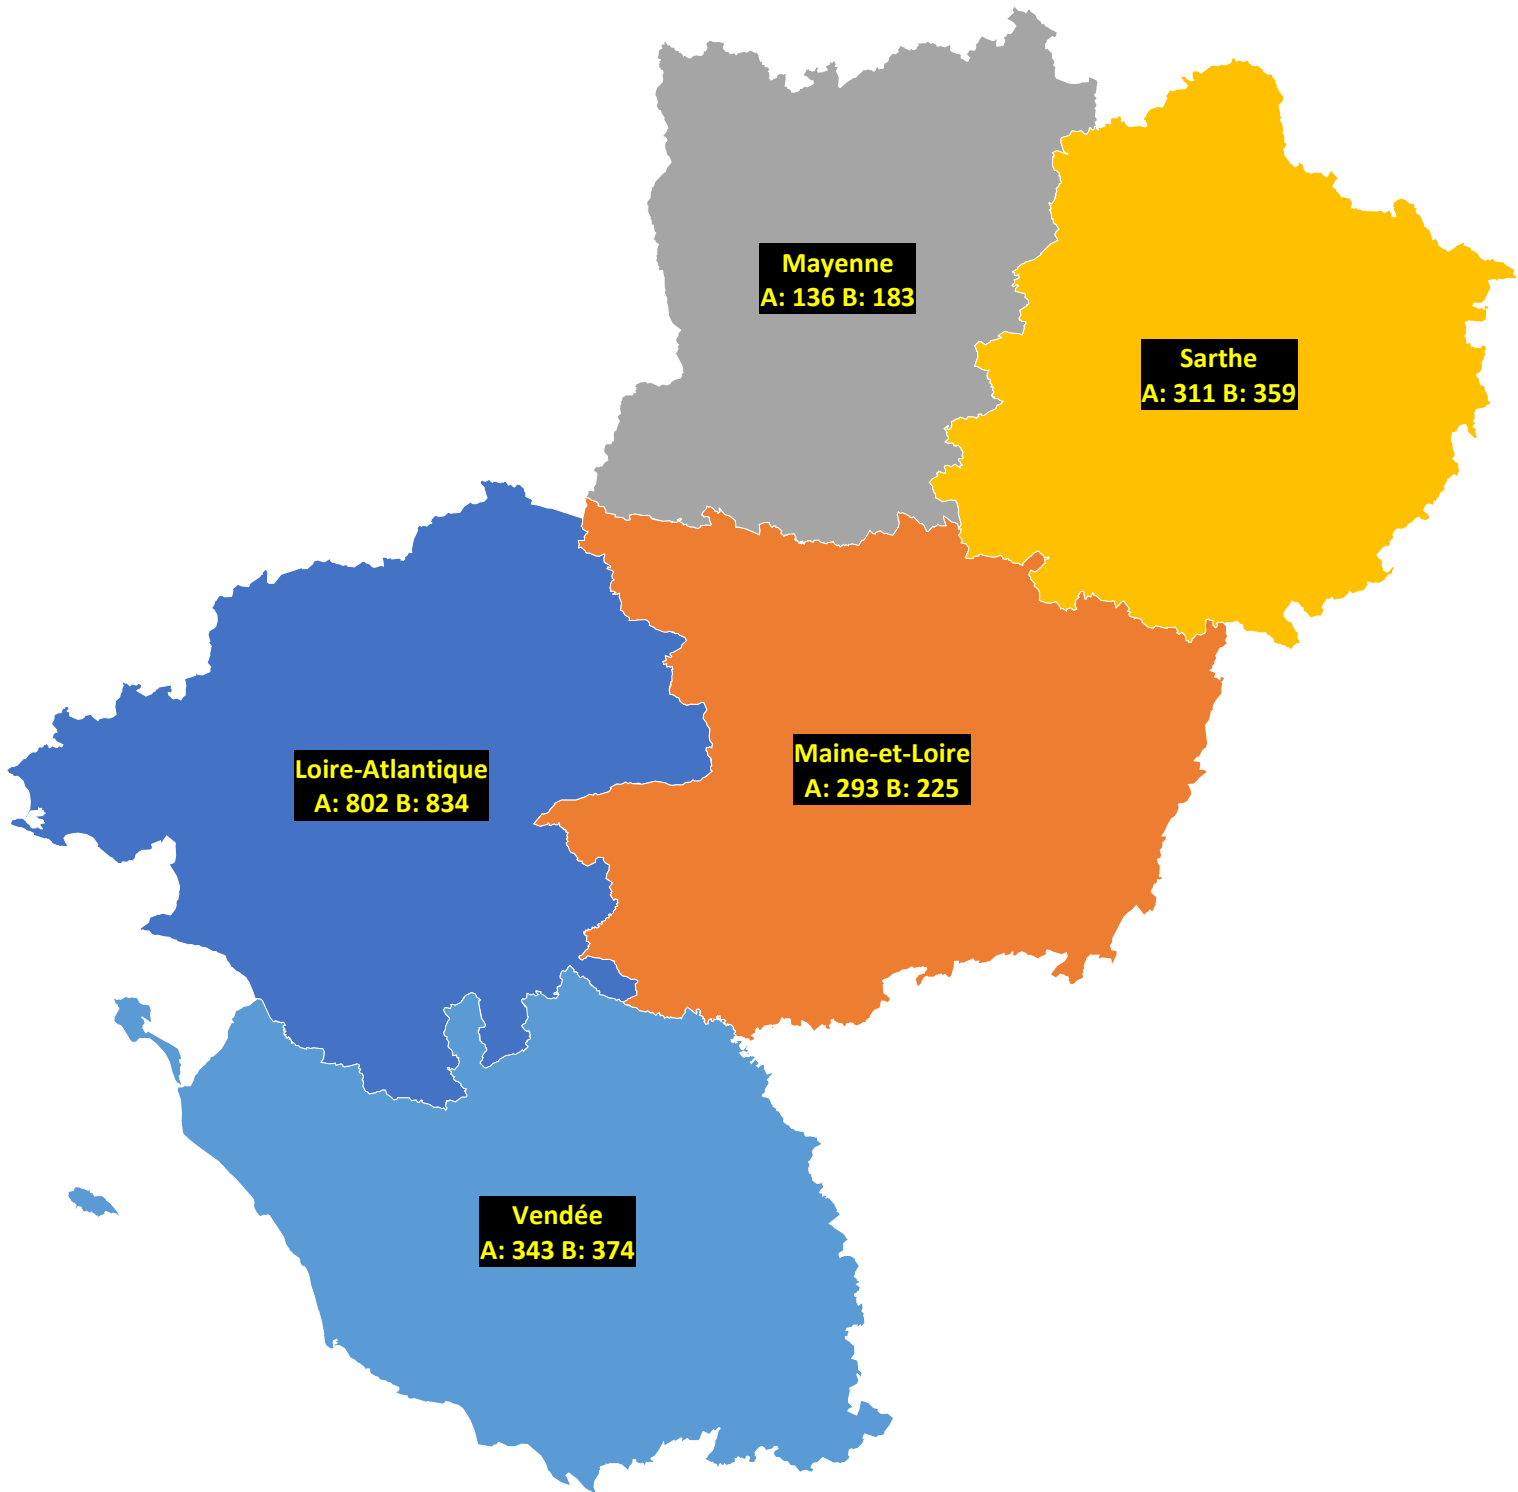 Mayenne
A: 136 B: 183
Sarthe
A: 311 B: 359
Loire-Atlantique
A: 802 B: 834
Maine-et-Loire
A: 293 B: 225
Vendée
A: 343 B: 374